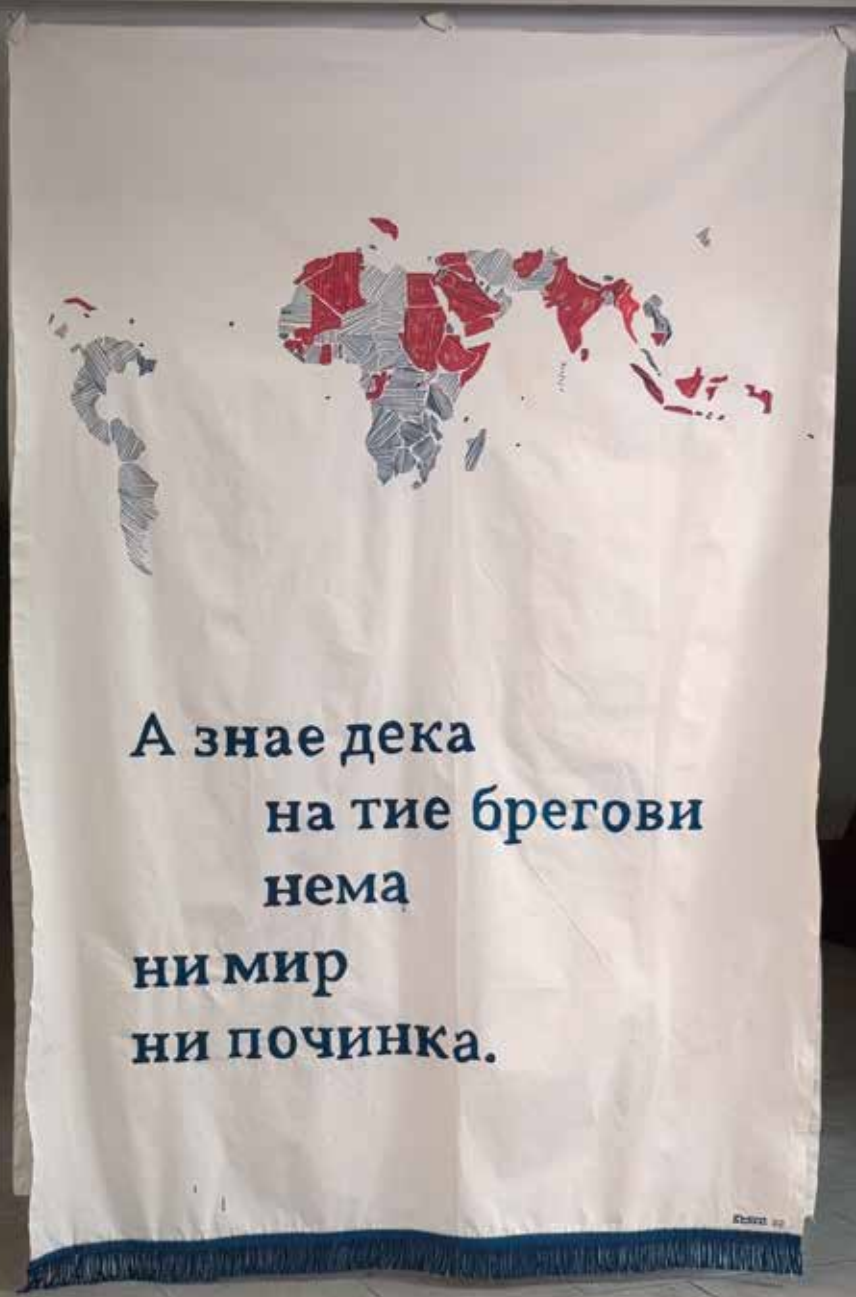 А знае дека
на тие брегови
нема
ни мир
ни починка.